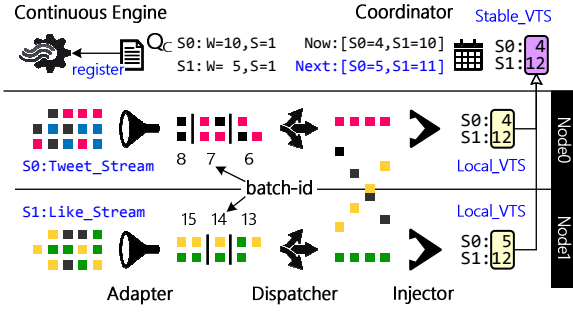 Continuous Engine
Coordinator
Stable_VTS
QC
S0: W=10,S=1
S1: W= 5,S=1
register
Now:[S0=4,S1=10]
Next:[S0=5,S1=11]
S0: 4
S1:12
S0:Tweet_Stream
8 7 6
S0: 4
S1:12
Local_VTS
Node0
batch-id
S1:Like_Stream
15 14 13
Local_VTS
S0: 5
S1:12
Node1
Adapter
Dispatcher
Injector